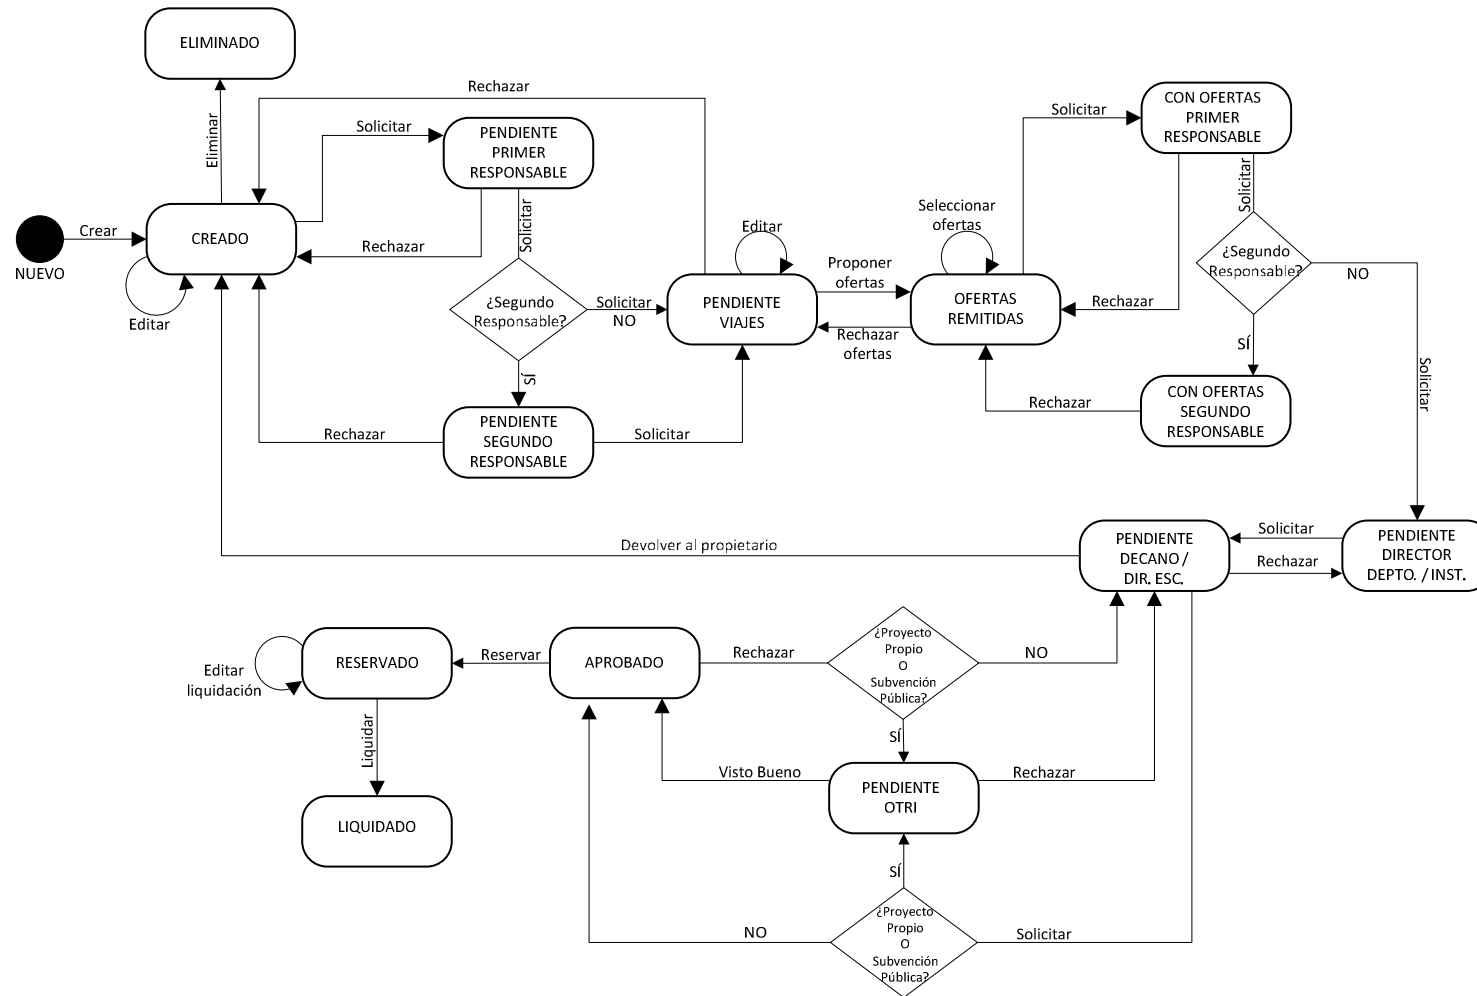 ELIMINADO
Eliminar
Rechazar
Solicitar
PENDIENTE
PRIMER
RESPONSABLE
Solicitar
CON OFERTAS
PRIMER
RESPONSABLE
Solicitar
Crear
NUEVO
CREADO
Editar
Rechazar
Solicitar
¿Segundo
Responsable?
Solicitar
NO
SÍ
PENDIENTE
SEGUNDO
RESPONSABLE
Rechazar
Solicitar
Editar
PENDIENTE
VIAJES
Proponer
ofertas
Rechazar
ofertas
Seleccionar
ofertas
OFERTAS
REMITIDAS
Rechazar
¿Segundo
Responsable?
NO
SÍ
Solicitar
CON OFERTAS
SEGUNDO
RESPONSABLE
Rechazar
Devolver al propietario
PENDIENTE
DECANO /
DIR. ESC.
Solicitar
Rechazar
PENDIENTE
DIRECTOR
DEPTO. / INST.
Editar
liquidación
RESERVADO
Reservar
APROBADO
Rechazar
¿Proyecto
Propio
O
Subvención
Pública?
NO
SÍ
Liquidar
LIQUIDADO
Visto Bueno
PENDIENTE
OTRI
Rechazar
SÍ
¿Proyecto
Propio
O
Subvención
Pública?
NO
Solicitar